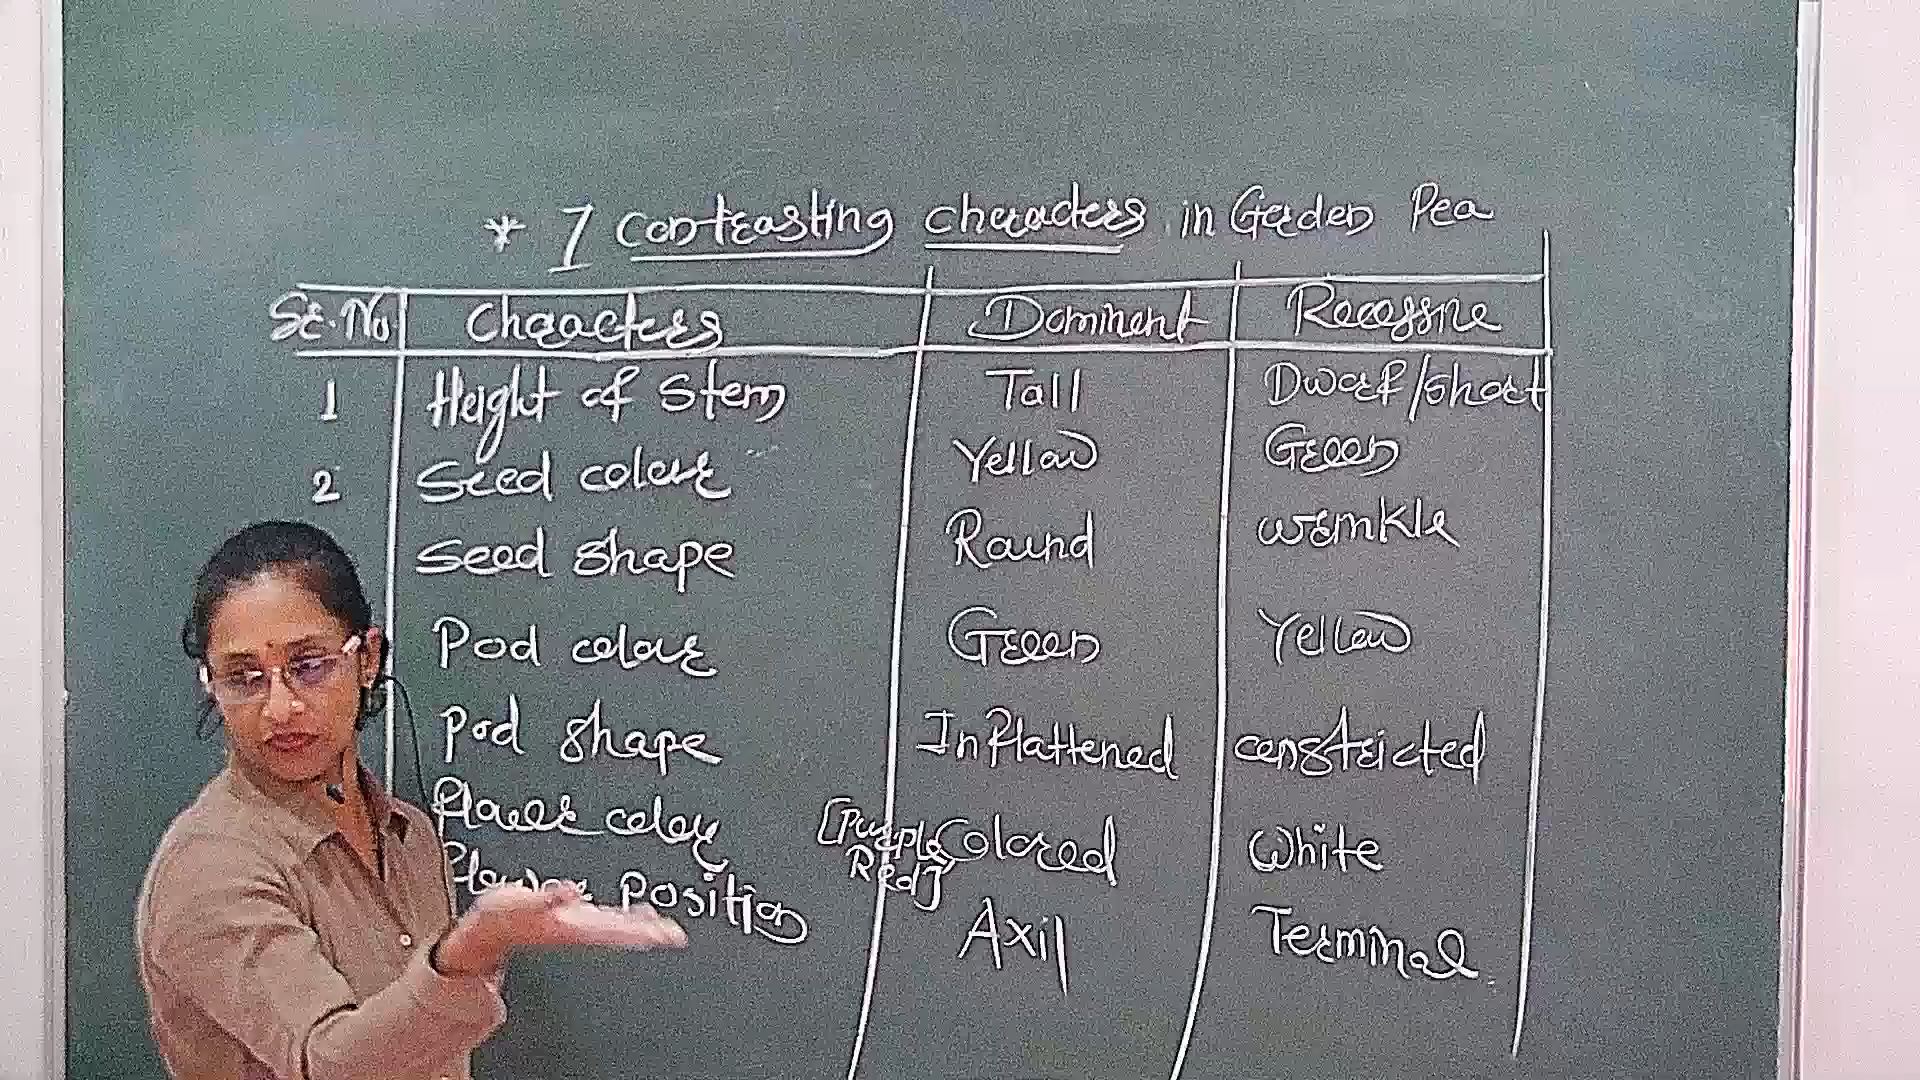 * 7 contrasting characters in Garden Pea
Sr.No Characters Dominent Recessive
1 Height of Stem Tall Dwarf/short
2 Seed colour Yellow Green
Seed shape Round wrinkle
Pod colour Green Yellow
Pod shape Inflattened constricted
Flower colour [Purple Red] Colored White
Flower Position Axil Terminal